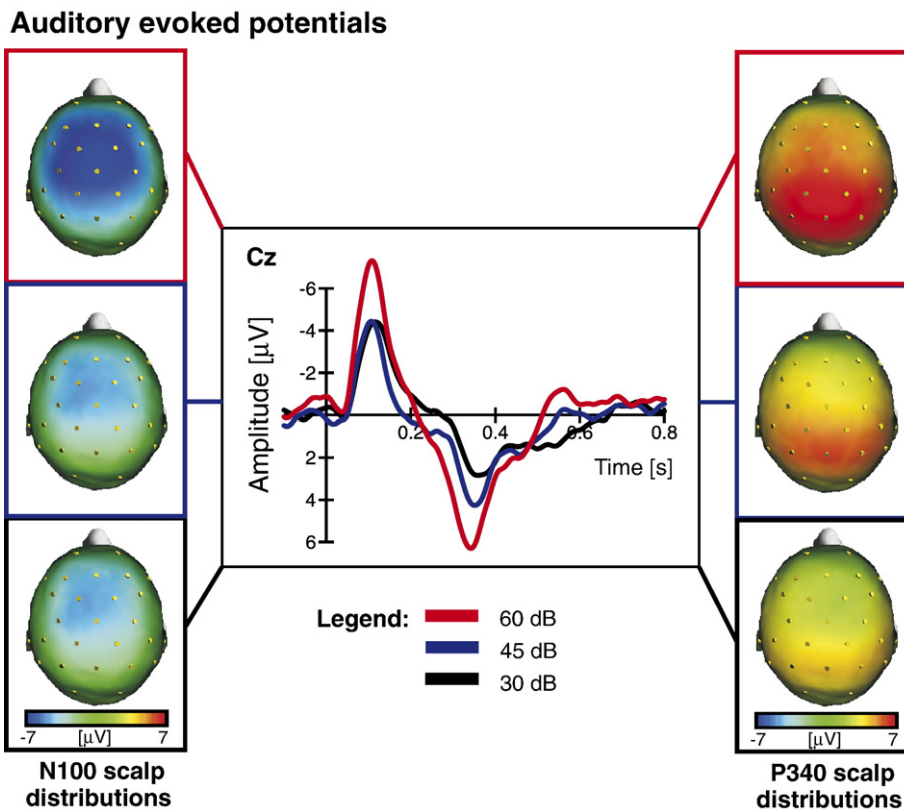 Auditory evoked potentials
Cz
Amplitude [μV]
-6
-4
-2
2
4
6
0.2
0.4
0.6
0.8
Time [s]
Legend:
60 dB
45 dB
30 dB
-7
[μV]
7
N100 scalp
distributions
-7
[μV]
7
P340 scalp
distributions